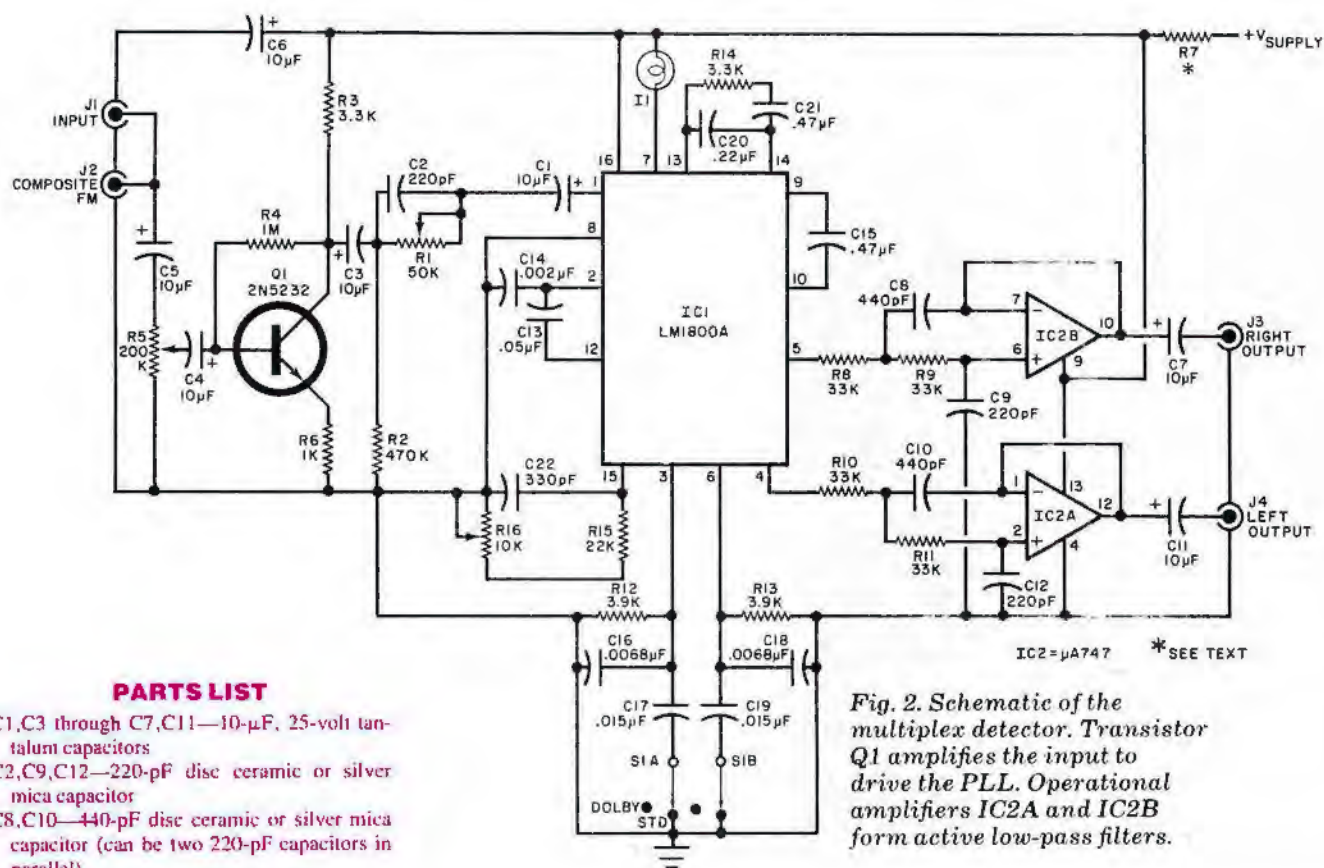 J1
INPUT
J2
COMPOSITE
FM
C6
10µF
+
C5
10µF
+
R5
200
K
C4
10µF
+
R4
1M
Q1
2N5232
R3
3.3K
R6
1K
C3
10µF
+
C2
220pF
R1
50K
R2
470K
C1
10µF
+
C14
.002µF
C13
.05µF
C22
330pF
R16
10K
R15
22K
16
7
13
14
1
8
2
12
15
3
6
4
9
10
5
I1
R14
3.3K
C21
.47µF
C20
.22µF
IC1
LM1800A
C15
.47µF
R7
*
+VSUPPLY
C8
440pF
R8
33K
R9
33K
C9
220pF
7
6
10
9
-
+
IC2B
C7
10µF
+
J3
RIGHT
OUTPUT
C10
440pF
R10
33K
R11
33K
C12
220pF
1
2
13
4
12
-
+
IC2A
C11
10µF
+
J4
LEFT
OUTPUT
R12
3.9K
R13
3.9K
C16
.0068µF
C18
.0068µF
C17
.015µF
C19
.015µF
S1A
S1B
DOLBY
STD
IC2=µA747
*SEE TEXT
PARTS LIST
C1,C3 through C7,C11—10-µF, 25-volt tan-
talum capacitors
C2,C9,C12—220-pF disc ceramic or silver
mica capacitor
C8,C10—440-pF disc ceramic or silver mica
capacitor (can be two 220-pF capacitors in
parallel)
Fig. 2. Schematic of the
multiplex detector. Transistor
Q1 amplifies the input to
drive the PLL. Operational
amplifiers IC2A and IC2B
form active low-pass filters.